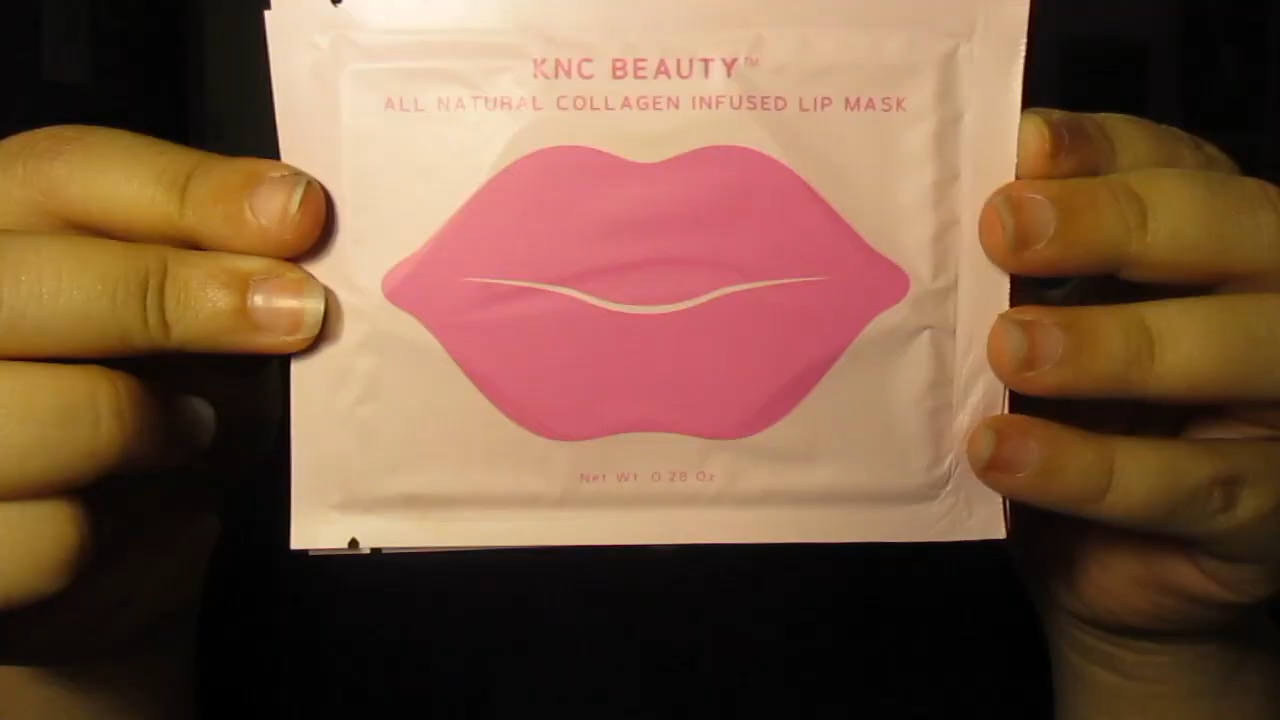 KNC BEAUTY™
ALL NATURAL COLLAGEN INFUSED LIP MASK
Net Wt. 0.28 Oz